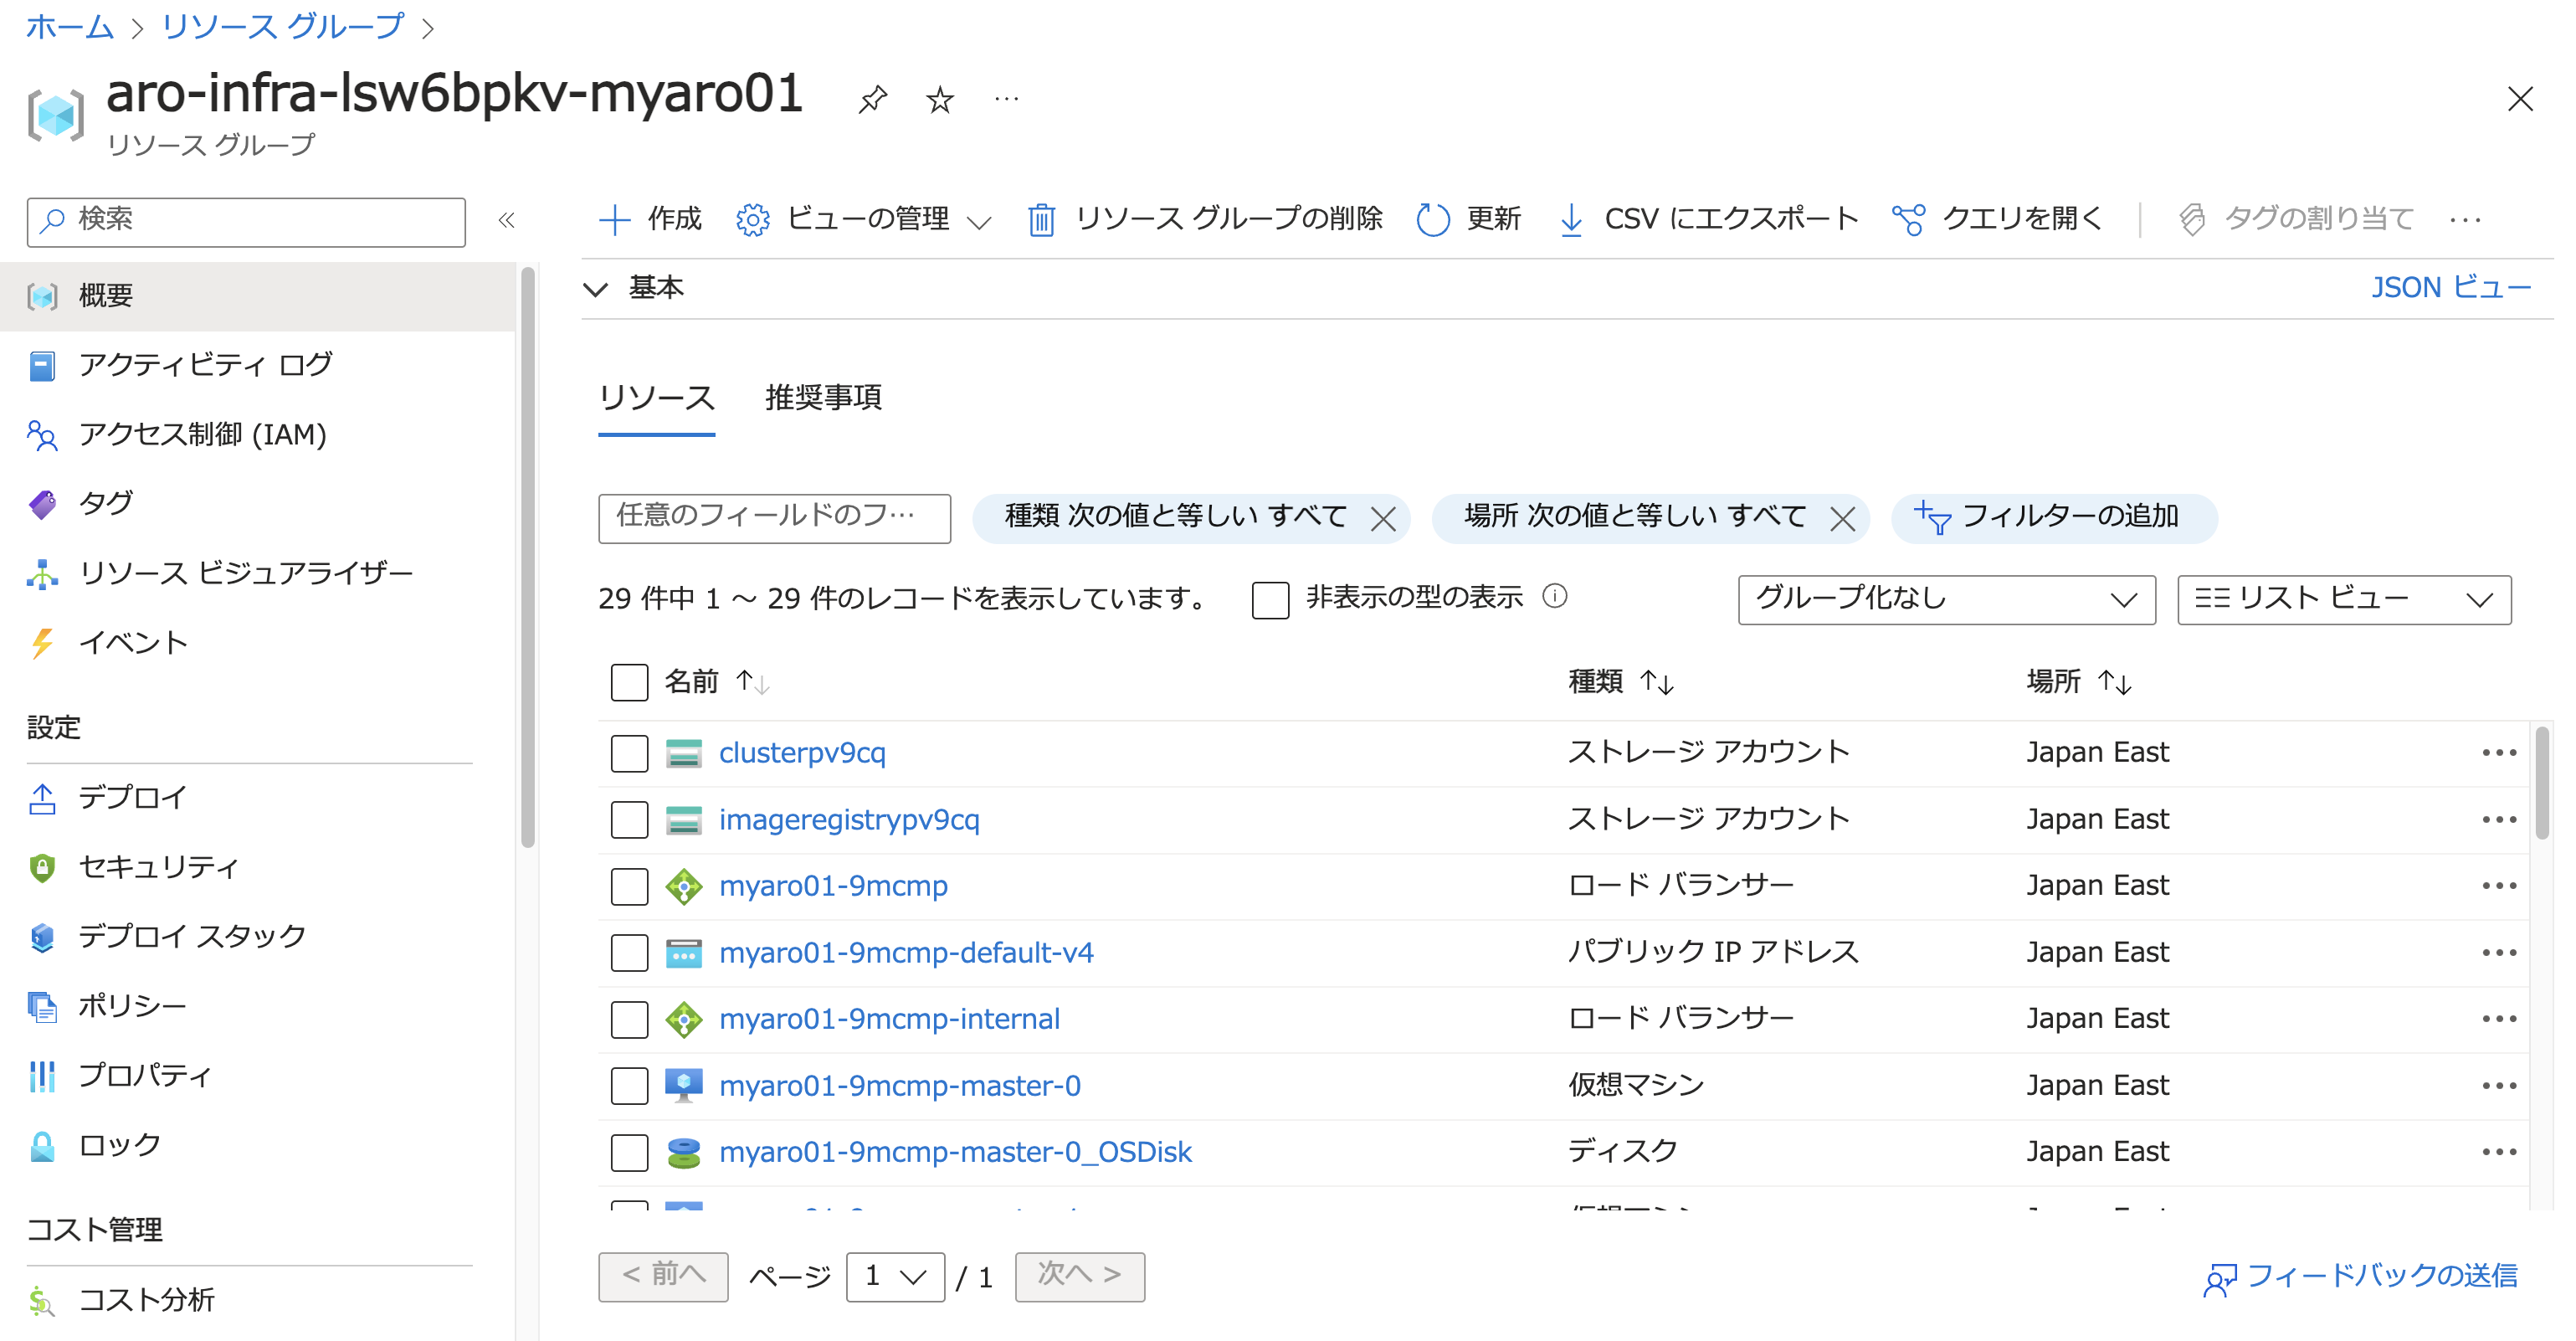 ホーム > リソース グループ >
aro-infra-lsw6bpkv-myaro01
リソース グループ
検索
作成 ビューの管理 リソース グループの削除 更新 CSV にエクスポート クエリを開く タグの割り当て
概要
アクティビティ ログ
アクセス制御 (IAM)
タグ
リソース ビジュアライザー
イベント
設定
デプロイ
セキュリティ
デプロイ スタック
ポリシー
プロパティ
ロック
コスト管理
コスト分析
基本 JSON ビュー
リソース 推奨事項
任意のフィールドのフ… 種類 次の値と等しい すべて 場所 次の値と等しい すべて フィルターの追加
29 件中 1 ～ 29 件のレコードを表示しています。 非表示の型の表示 グループ化なし リスト ビュー
名前 ↑↓ 種類 ↑↓ 場所 ↑↓
clusterpv9cq ストレージ アカウント Japan East
imageregistrypv9cq ストレージ アカウント Japan East
myaro01-9mcmp ロード バランサー Japan East
myaro01-9mcmp-default-v4 パブリック IP アドレス Japan East
myaro01-9mcmp-internal ロード バランサー Japan East
myaro01-9mcmp-master-0 仮想マシン Japan East
myaro01-9mcmp-master-0_OSDisk ディスク Japan East
< 前へ ページ 1 / 1 次へ >
フィードバックの送信